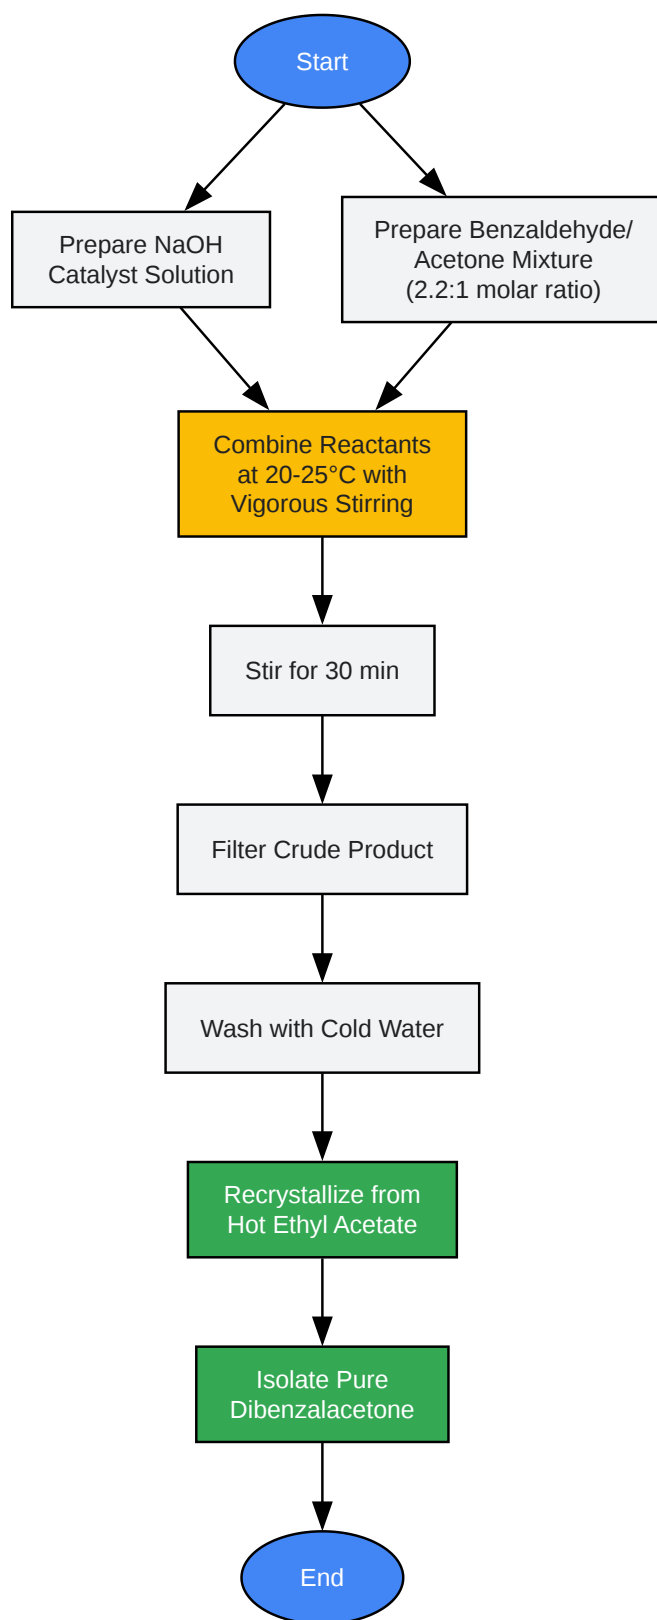 Start
Prepare NaOH
Catalyst Solution
Prepare Benzaldehyde/
Acetone Mixture
(2.2:1 molar ratio)
Combine Reactants
at 20-25°C with
Vigorous Stirring
Stir for 30 min
Filter Crude Product
Wash with Cold Water
Recrystallize from
Hot Ethyl Acetate
Isolate Pure
Dibenzalacetone
End